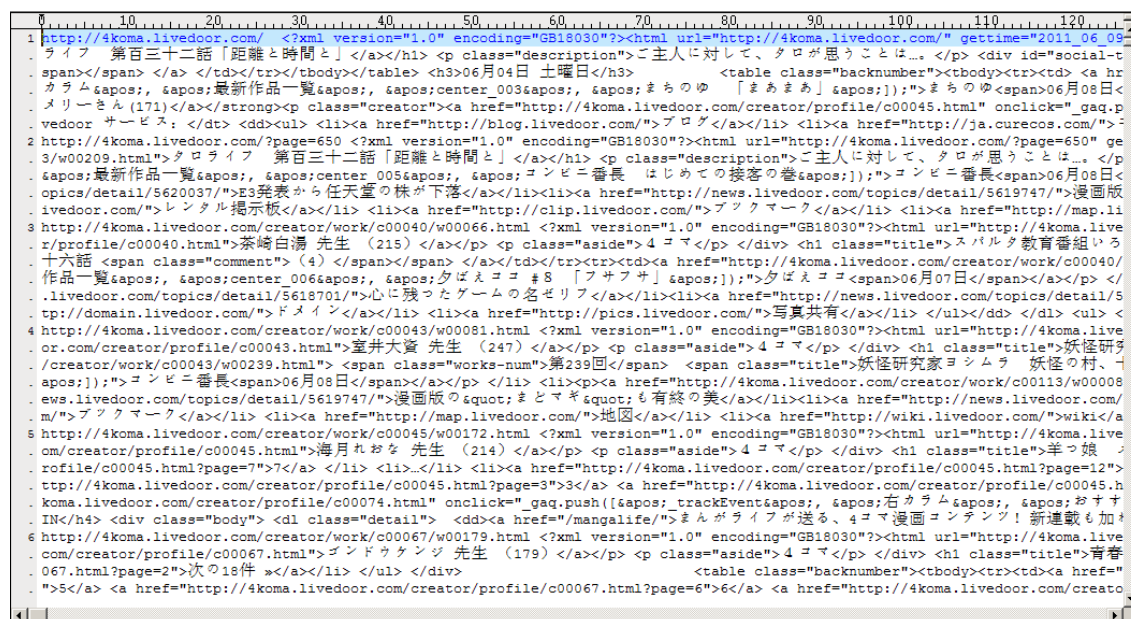 0 10 20 30 40 50 60 70 80 90 100 110 120
1 http://4koma.livedoor.com/ <?xml version="1.0" encoding="GB18030"?><html url="http://4koma.livedoor.com/" gettime="2011_06_09
. ライフ 第百三十二話「距離と時間と」</a></h1> <p class="description">ご主人に対して、タロが思うことは…。</p> <div id="social-t
. span></span> </a> </td></tr></tbody></table> <h3>06月04日 土曜日</h3> <table class="backnumber"><tbody><tr><td> <a hr
. カラム&apos;, &apos;最新作品一覧&apos;, &apos;center_003&apos;, &apos;まちのゆ 「まあまあ」&apos;]);">まちのゆ<span>06月08日<
. メリーさん(171)</a></strong><p class="creator"><a href="http://4koma.livedoor.com/creator/profile/c00045.html" onclick="_gaq.p
. vedoor サービス: </dt> <dd><ul> <li><a href="http://blog.livedoor.com/">ブログ</a></li> <li><a href="http://ja.curecos.com/">
2 http://4koma.livedoor.com/?page=650 <?xml version="1.0" encoding="GB18030"?><html url="http://4koma.livedoor.com/?page=650" ge
. 3/w00209.html">タロライフ 第百三十二話「距離と時間と」</a></h1> <p class="description">ご主人に対して、タロが思うことは…。</p
. &apos;最新作品一覧&apos;, &apos;center_005&apos;, &apos;コンビニ番長 はじめての接客の巻&apos;]);">コンビニ番長<span>06月08日<
. opics/detail/5620037/">E3発表から任天堂の株が下落</a></li><li><a href="http://news.livedoor.com/topics/detail/5619747/">漫画版
. ivedoor.com/">レンタル掲示板</a></li> <li><a href="http://clip.livedoor.com/">ブックマーク</a></li> <li><a href="http://map.li
3 http://4koma.livedoor.com/creator/work/c00040/w00066.html <?xml version="1.0" encoding="GB18030"?><html url="http://4koma.live
. r/profile/c00040.html">茶崎白湯 先生 （215）</a></p> <p class="aside">４コマ</p> </div> <h1 class="title">スパルタ教育番組いろ
. 十六話 <span class="comment">（4）</span></span> </a></td></tr><tr><td><a href="http://4koma.livedoor.com/creator/work/c00040/
. 作品一覧&apos;, &apos;center_006&apos;, &apos;夕ばえココ #8 「フサフサ」&apos;]);">夕ばえココ<span>06月07日</span></a></p> </
. .livedoor.com/topics/detail/5618701/">心に残ったゲームの名ゼリフ</a></li><li><a href="http://news.livedoor.com/topics/detail/5
. tp://domain.livedoor.com/">ドメイン</a></li> <li><a href="http://pics.livedoor.com/">写真共有</a></li> </ul></dd> </dl> <ul> <
4 http://4koma.livedoor.com/creator/work/c00043/w00081.html <?xml version="1.0" encoding="GB18030"?><html url="http://4koma.live
. or.com/creator/profile/c00043.html">室井大資 先生 （247）</a></p> <p class="aside">４コマ</p> </div> <h1 class="title">妖怪研究
. /creator/work/c00043/w00239.html"> <span class="works-num">第239回</span> <span class="title">妖怪研究家ヨシムラ 妖怪の村、
. apos;]);">コンビニ番長<span>06月08日</span></a></p> </li> <li><p><a href="http://4koma.livedoor.com/creator/work/c00113/w00008
. ews.livedoor.com/topics/detail/5619747/">漫画版の&quot;まどマギ&quot;も有終の美</a></li><li><a href="http://news.livedoor.com/
. m/">ブックマーク</a></li> <li><a href="http://map.livedoor.com/">地図</a></li> <li><a href="http://wiki.livedoor.com/">wiki</a
5 http://4koma.livedoor.com/creator/work/c00045/w00172.html <?xml version="1.0" encoding="GB18030"?><html url="http://4koma.live
. om/creator/profile/c00045.html">海月れおな 先生 （214）</a></p> <p class="aside">４コマ</p> </div> <h1 class="title">羊っ娘
. rofile/c00045.html?page=7">7</a> </li> <li>…</li> <li><a href="http://4koma.livedoor.com/creator/profile/c00045.html?page=12">
. ttp://4koma.livedoor.com/creator/profile/c00045.html?page=3">3</a> <a href="http://4koma.livedoor.com/creator/profile/c00045.h
. koma.livedoor.com/creator/profile/c00074.html" onclick="_gaq.push([&apos;_trackEvent&apos;, &apos;右カラム&apos;, &apos;おすす
. IN</h4> <div class="body"> <dl class="detail"> <dd><a href="/mangalife/">まんがライフが送る、4コマ漫画コンテンツ! 新連載も加わ
6 http://4koma.livedoor.com/creator/work/c00067/w00179.html <?xml version="1.0" encoding="GB18030"?><html url="http://4koma.live
. com/creator/profile/c00067.html">ゴンドウケンジ 先生 （179）</a></p> <p class="aside">４コマ</p> </div> <h1 class="title">青春
. 067.html?page=2">次の18件 »</a></li> </ul> </div> <table class="backnumber"><tbody><tr><td><a href="
. ">5</a> <a href="http://4koma.livedoor.com/creator/profile/c00067.html?page=6">6</a> <a href="http://4koma.livedoor.com/creato